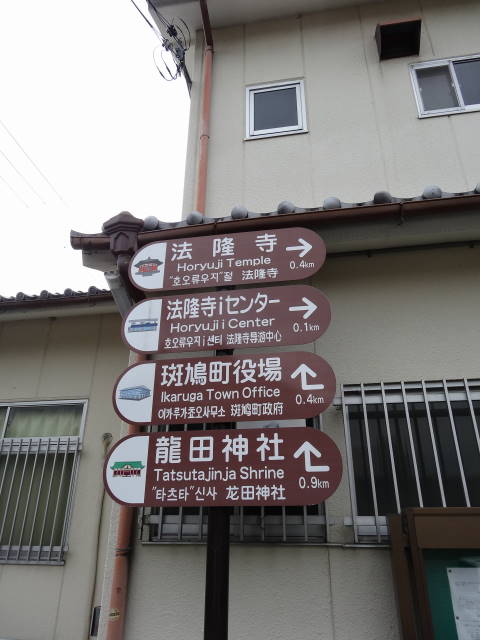 法隆寺
Horyuji Temple
0.4km
"호오류우지"절 法隆寺
法隆寺iセンター
Horyuji i Center
0.1km
호오류우지 i 센터 法隆寺导游中心
斑鳩町役場
Ikaruga Town Office
0.4km
이카루가쵸오사무소 斑鳩町政府
龍田神社
Tatsutajinja Shrine
0.9km
"타츠타"신사 龙田神社